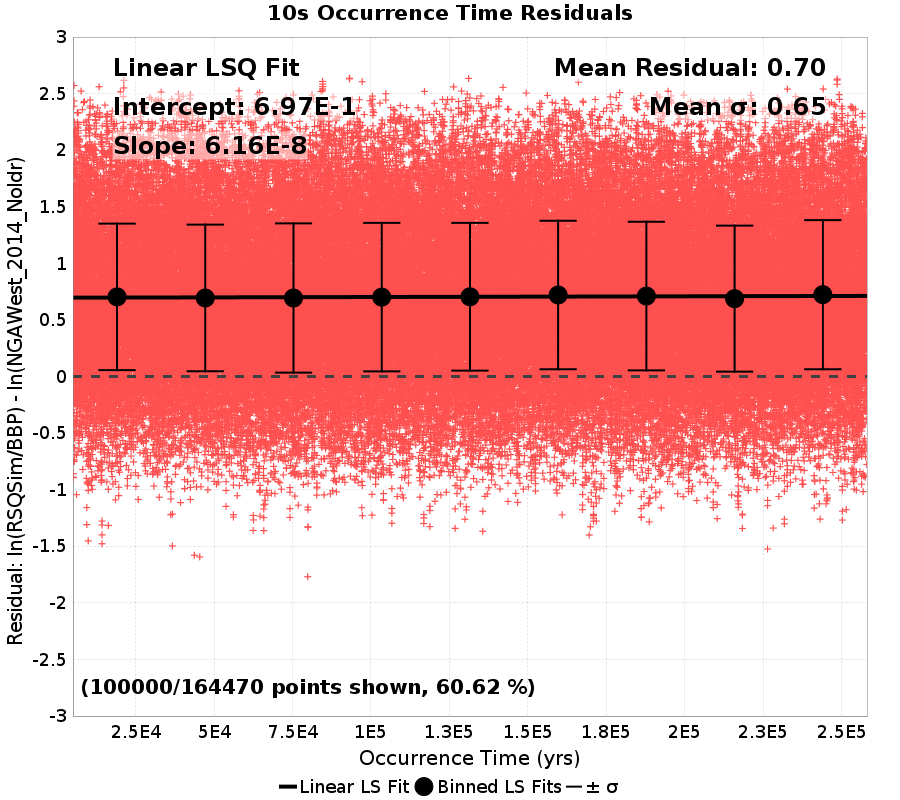 10s Occurrence Time Residuals
Linear LSQ Fit
Intercept: 6.97E-1
Slope: 6.16E-8
Mean Residual: 0.70
Mean σ: 0.65
Residual: ln(RSQSim/BBP) - ln(NGAWest_2014_NoIdr)
3
2.5
2
1.5
1
0.5
0
-0.5
-1
-1.5
-2
-2.5
-3
(100000/164470 points shown, 60.62 %)
2.5E4 5E4 7.5E4 1E5 1.3E5 1.5E5 1.8E5 2E5 2.3E5 2.5E5
Occurrence Time (yrs)
Linear LS Fit Binned LS Fits ± σ